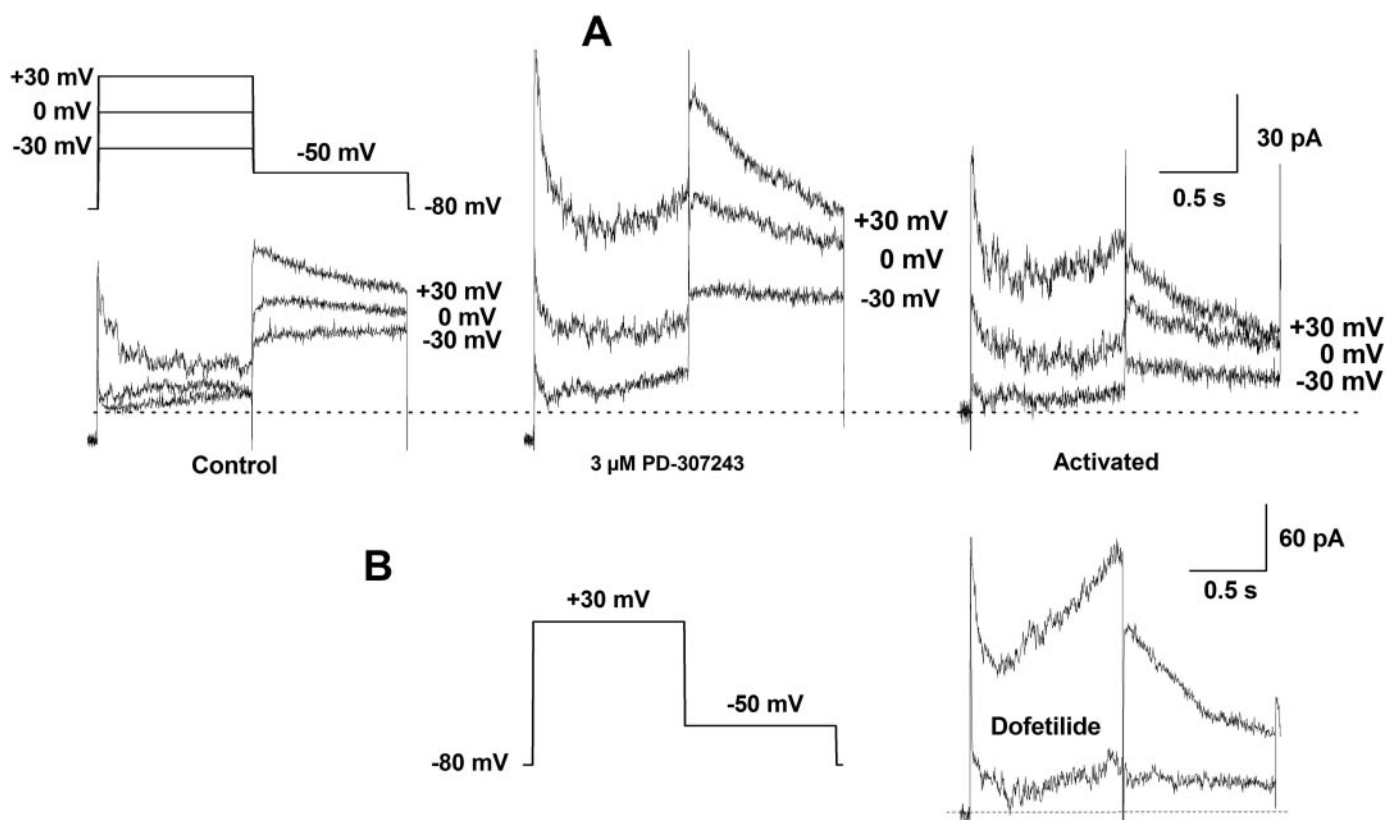 A
+30 mV
0 mV
-30 mV
-50 mV
-80 mV
30 pA
0.5 s
+30 mV
0 mV
-30 mV
+30 mV
0 mV
-30 mV
+30 mV
0 mV
-30 mV
Control
3 µM PD-307243
Activated
B
+30 mV
-50 mV
-80 mV
60 pA
0.5 s
Dofetilide